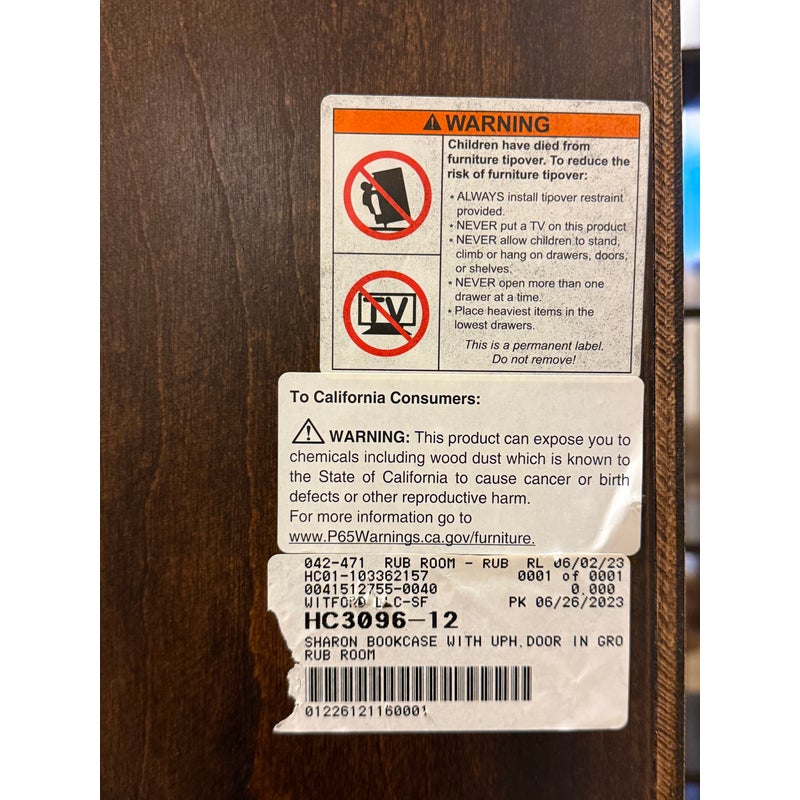 WARNING
Children have died from
furniture tipover. To reduce the
risk of furniture tipover:
• ALWAYS install tipover restraint
provided.
• NEVER put a TV on this product
• NEVER allow children to stand,
climb or hang on drawers, doors,
or shelves.
• NEVER open more than one
drawer at a time.
• Place heaviest items in the
lowest drawers.
This is a permanent label.
Do not remove!
TV
To California Consumers:
WARNING: This product can expose you to
chemicals including wood dust which is known to
the State of California to cause cancer or birth
defects or other reproductive harm.
For more information go to
www.P65Warnings.ca.gov/furniture.
042-471 RUB ROOM - RUB RL 06/02/23
HC01-103362157 0001 of 0001
0041512755-0040 0.000
WITFORD LLC-SF PK 06/26/2023
HC3096-12
SHARON BOOKCASE WITH UPH.DOOR IN GRO
RUB ROOM
01226121160001